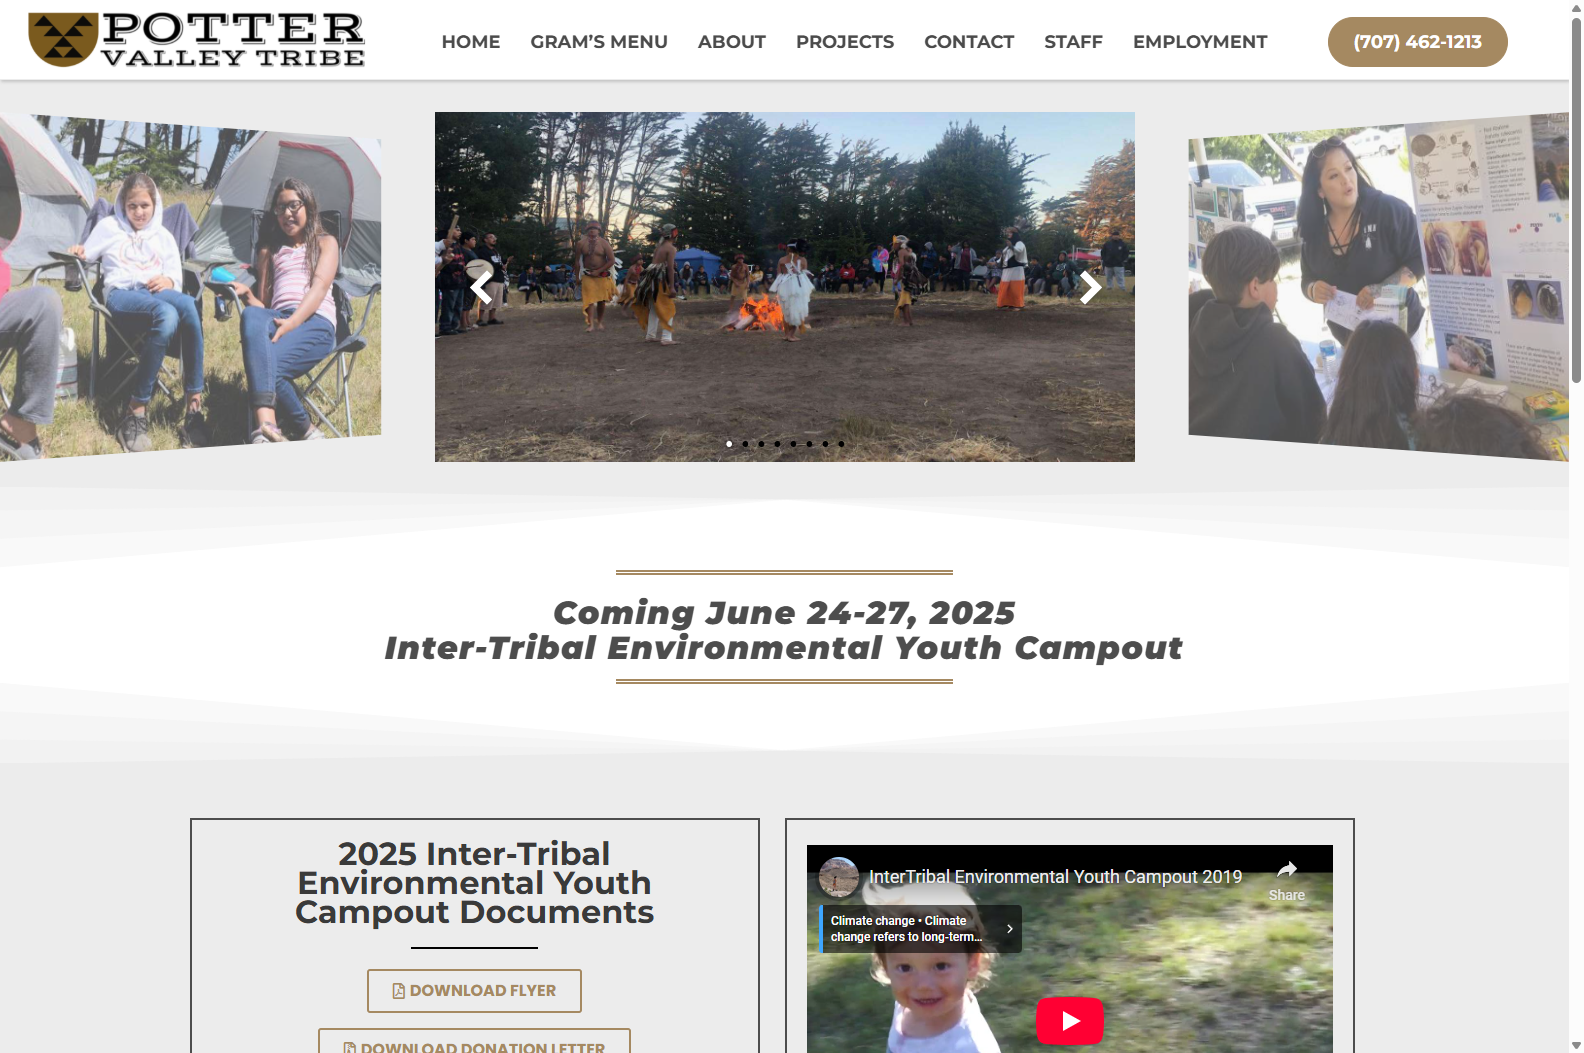 POTTER
VALLEY TRIBE
HOME GRAM'S MENU ABOUT PROJECTS CONTACT STAFF EMPLOYMENT
(707) 462-1213
Coming June 24-27, 2025
Inter-Tribal Environmental Youth Campout
2025 Inter-Tribal
Environmental Youth
Campout Documents
DOWNLOAD FLYER
DOWNLOAD DONATION LETTER
InterTribal Environmental Youth Campout 2019
Share
Climate change • Climate
change refers to long-term...